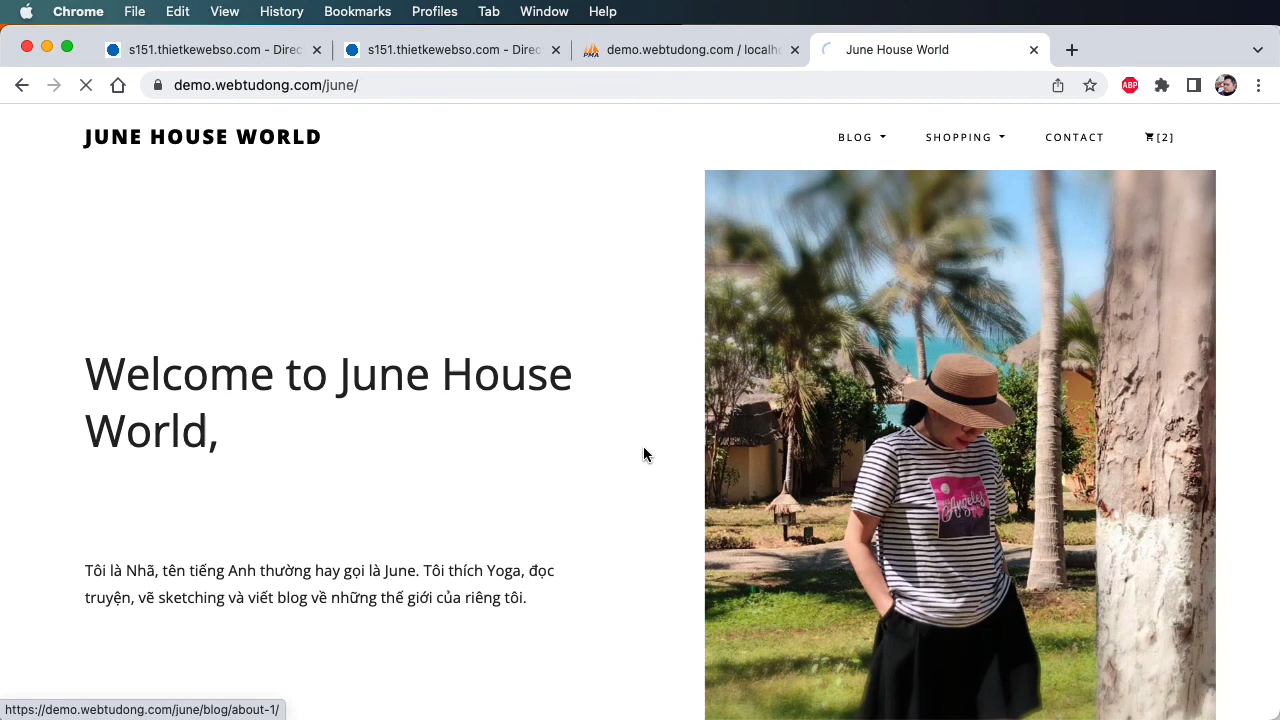 Chrome File Edit View History Bookmarks Profiles Tab Window Help
s151.thietkewebso.com - Direc s151.thietkewebso.com - Direc demo.webtudong.com / localh June House World
demo.webtudong.com/june/
ABP
JUNE HOUSE WORLD BLOG SHOPPING CONTACT [2]
Welcome to June House
World,
Angeles
Tôi là Nhã, tên tiếng Anh thường hay gọi là June. Tôi thích Yoga, đọc
truyện, vẽ sketching và viết blog về những thế giới của riêng tôi.
https://demo.webtudong.com/june/blog/about-1/